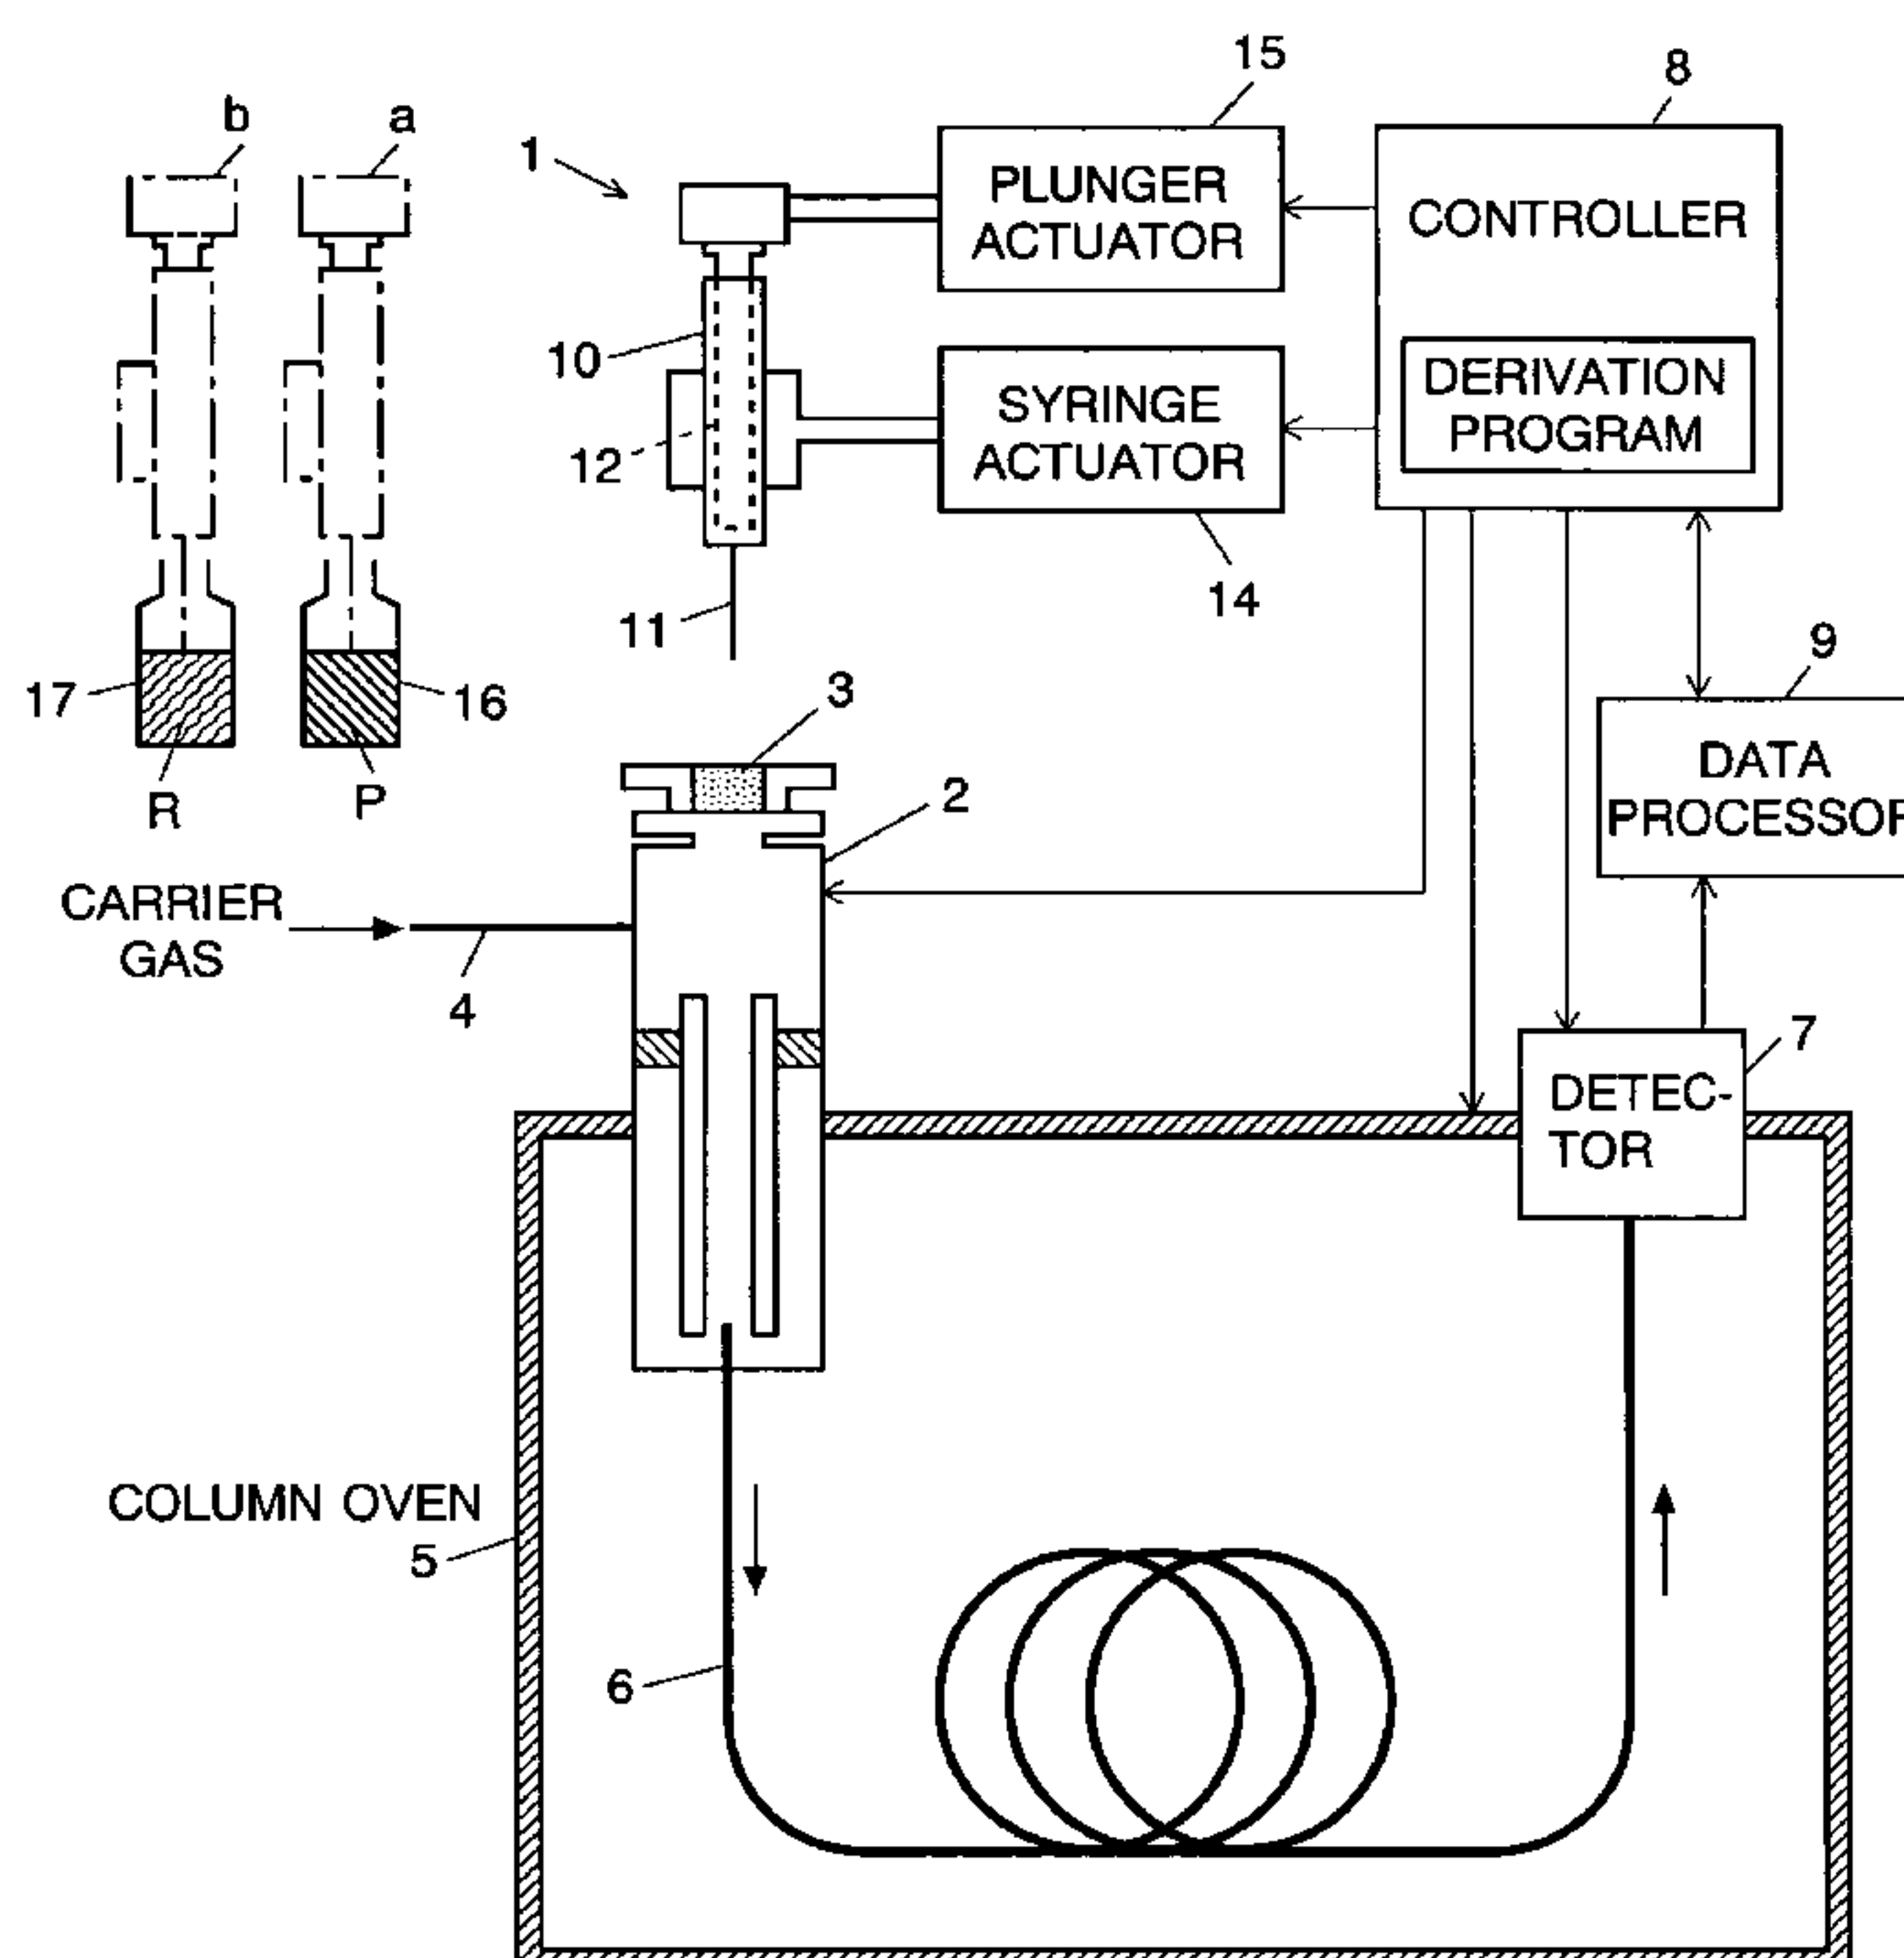 15
8
b
a
1
PLUNGER
ACTUATOR
CONTROLLER
10
DERIVATION
PROGRAM
SYRINGE
ACTUATOR
12
14
11
9
17
16
3
R
P
2
DATA
PROCESSOR
CARRIER
GAS
4
7
DETEC-
TOR
COLUMN OVEN
5
6